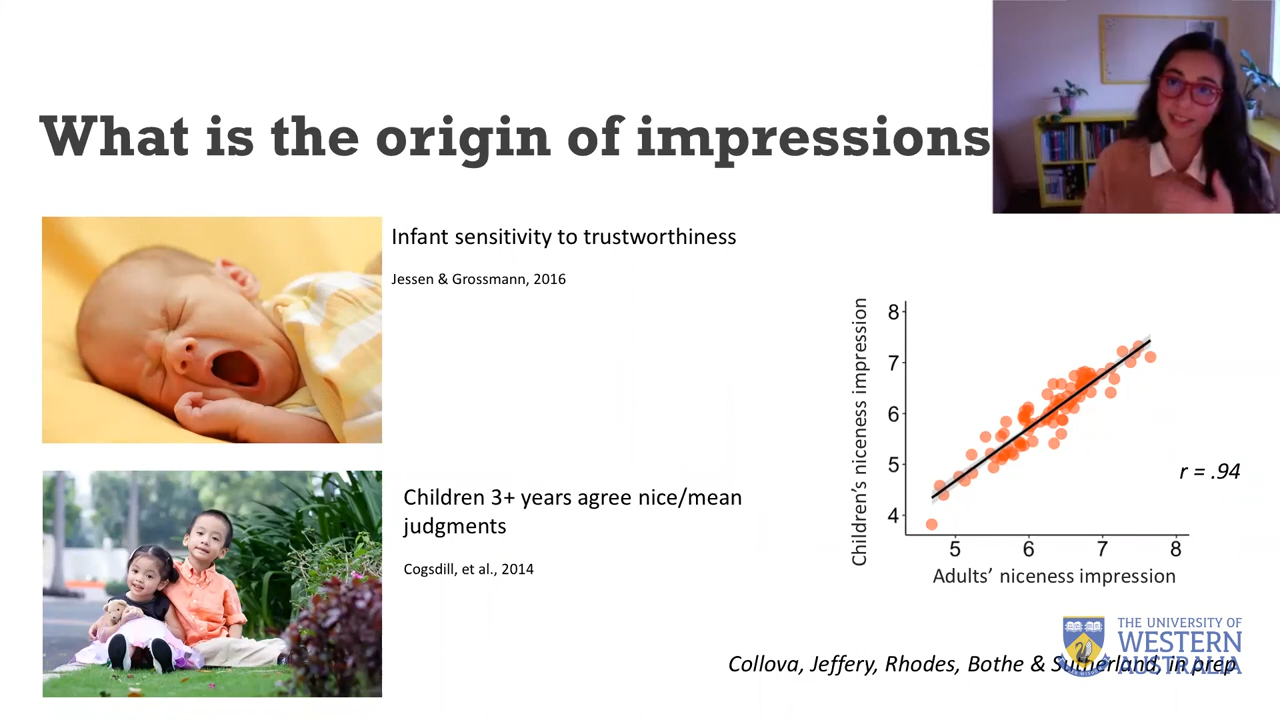 What is the origin of impressions
Infant sensitivity to trustworthiness
Jessen & Grossmann, 2016
Children 3+ years agree nice/mean
judgments
Cogsdill, et al., 2014
Children's niceness impression
8
7
6
5
4
5 6 7 8
Adults' niceness impression
r = .94
THE UNIVERSITY OF
WESTERN
AUSTRALIA
Collova, Jeffery, Rhodes, Bothe & Sutherland, in prep